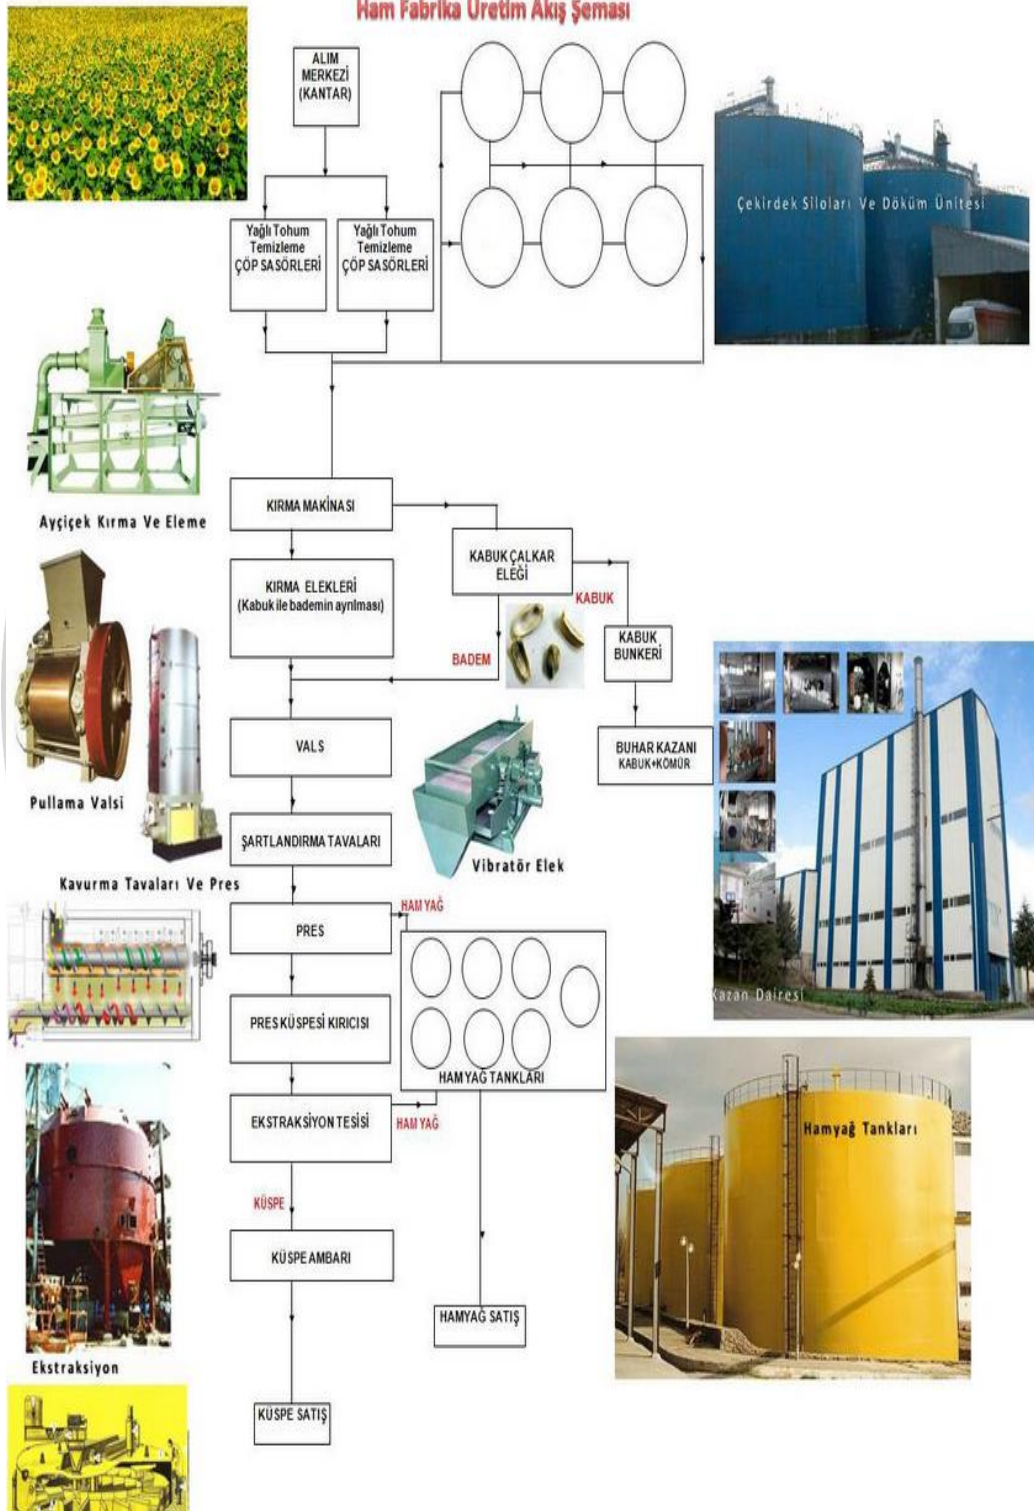 Ham Fabrika Üretim Akış Şeması
ALIM
MERKEZİ
(KANTAR)
Yağlı Tohum
Temizleme
ÇÖP SASÖRLERİ
Yağlı Tohum
Temizleme
ÇÖP SASÖRLERİ
Çekirdek Siloları Ve Döküm Ünitesi
KIRMA MAKİNASI
Ayçiçek Kırma Ve Eleme
KABUK ÇALKAR
ELEĞİ
KIRMA ELEKLERİ
(Kabuk ile bademin ayrılması)
KABUK
BADEM
KABUK
BUNKERİ
VALS
BUHAR KAZANI
KABUK+KÖMÜR
Pullama Valsi
ŞARTLANDIRMA TAVALARI
Vibratör Elek
Kavurma Tavaları Ve Pres
HAM YAĞ
PRES
Kazan Dairesi
PRES KÜSPESİ KIRICISI
HAM YAĞ TANKLARI
EKSTRAKSİYON TESİSİ
HAM YAĞ
Hamyağ Tankları
KÜSPE
KÜSPE AMBARI
HAMYAĞ SATIŞ
Ekstraksiyon
KÜSPE SATIŞ